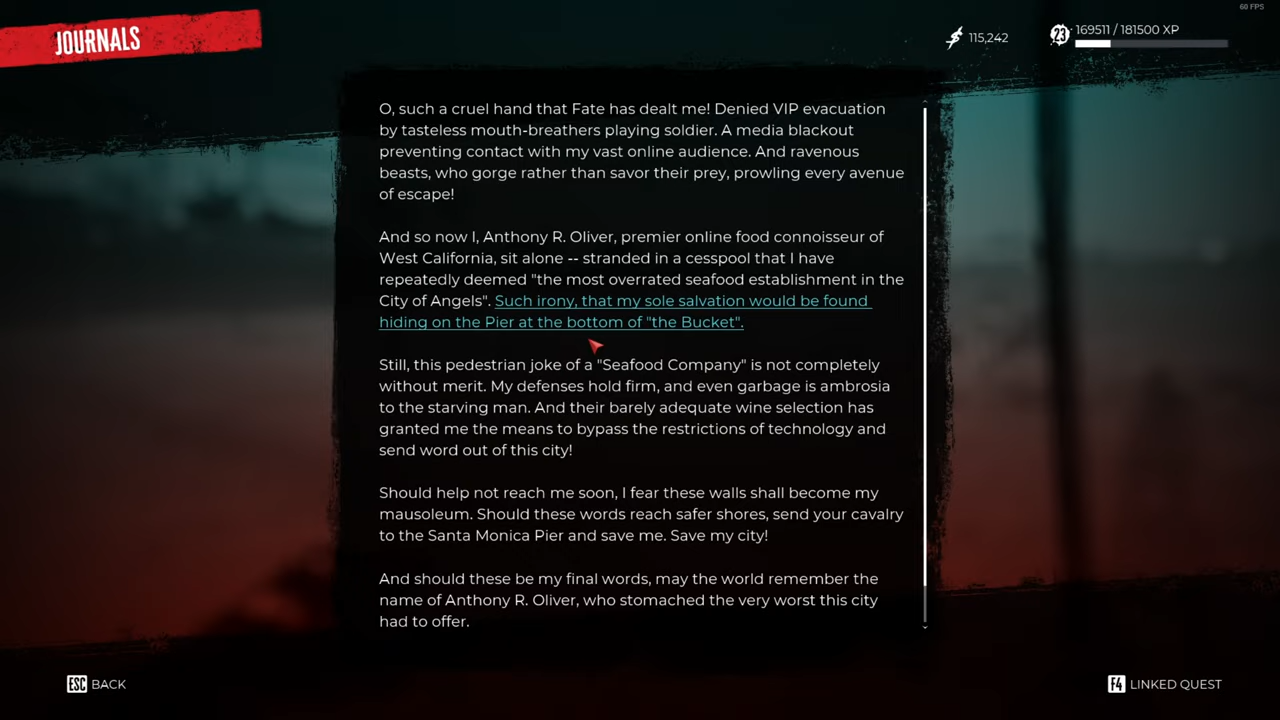 60 FPS
JOURNALS
115,242
23
169511 / 181500 XP
O, such a cruel hand that Fate has dealt me! Denied VIP evacuation
by tasteless mouth-breathers playing soldier. A media blackout
preventing contact with my vast online audience. And ravenous
beasts, who gorge rather than savor their prey, prowling every avenue
of escape!
And so now I, Anthony R. Oliver, premier online food connoisseur of
West California, sit alone -- stranded in a cesspool that I have
repeatedly deemed "the most overrated seafood establishment in the
City of Angels". Such irony, that my sole salvation would be found
hiding on the Pier at the bottom of "the Bucket".
Still, this pedestrian joke of a "Seafood Company" is not completely
without merit. My defenses hold firm, and even garbage is ambrosia
to the starving man. And their barely adequate wine selection has
granted me the means to bypass the restrictions of technology and
send word out of this city!
Should help not reach me soon, I fear these walls shall become my
mausoleum. Should these words reach safer shores, send your cavalry
to the Santa Monica Pier and save me. Save my city!
And should these be my final words, may the world remember the
name of Anthony R. Oliver, who stomached the very worst this city
had to offer.
ESC BACK
F4 LINKED QUEST